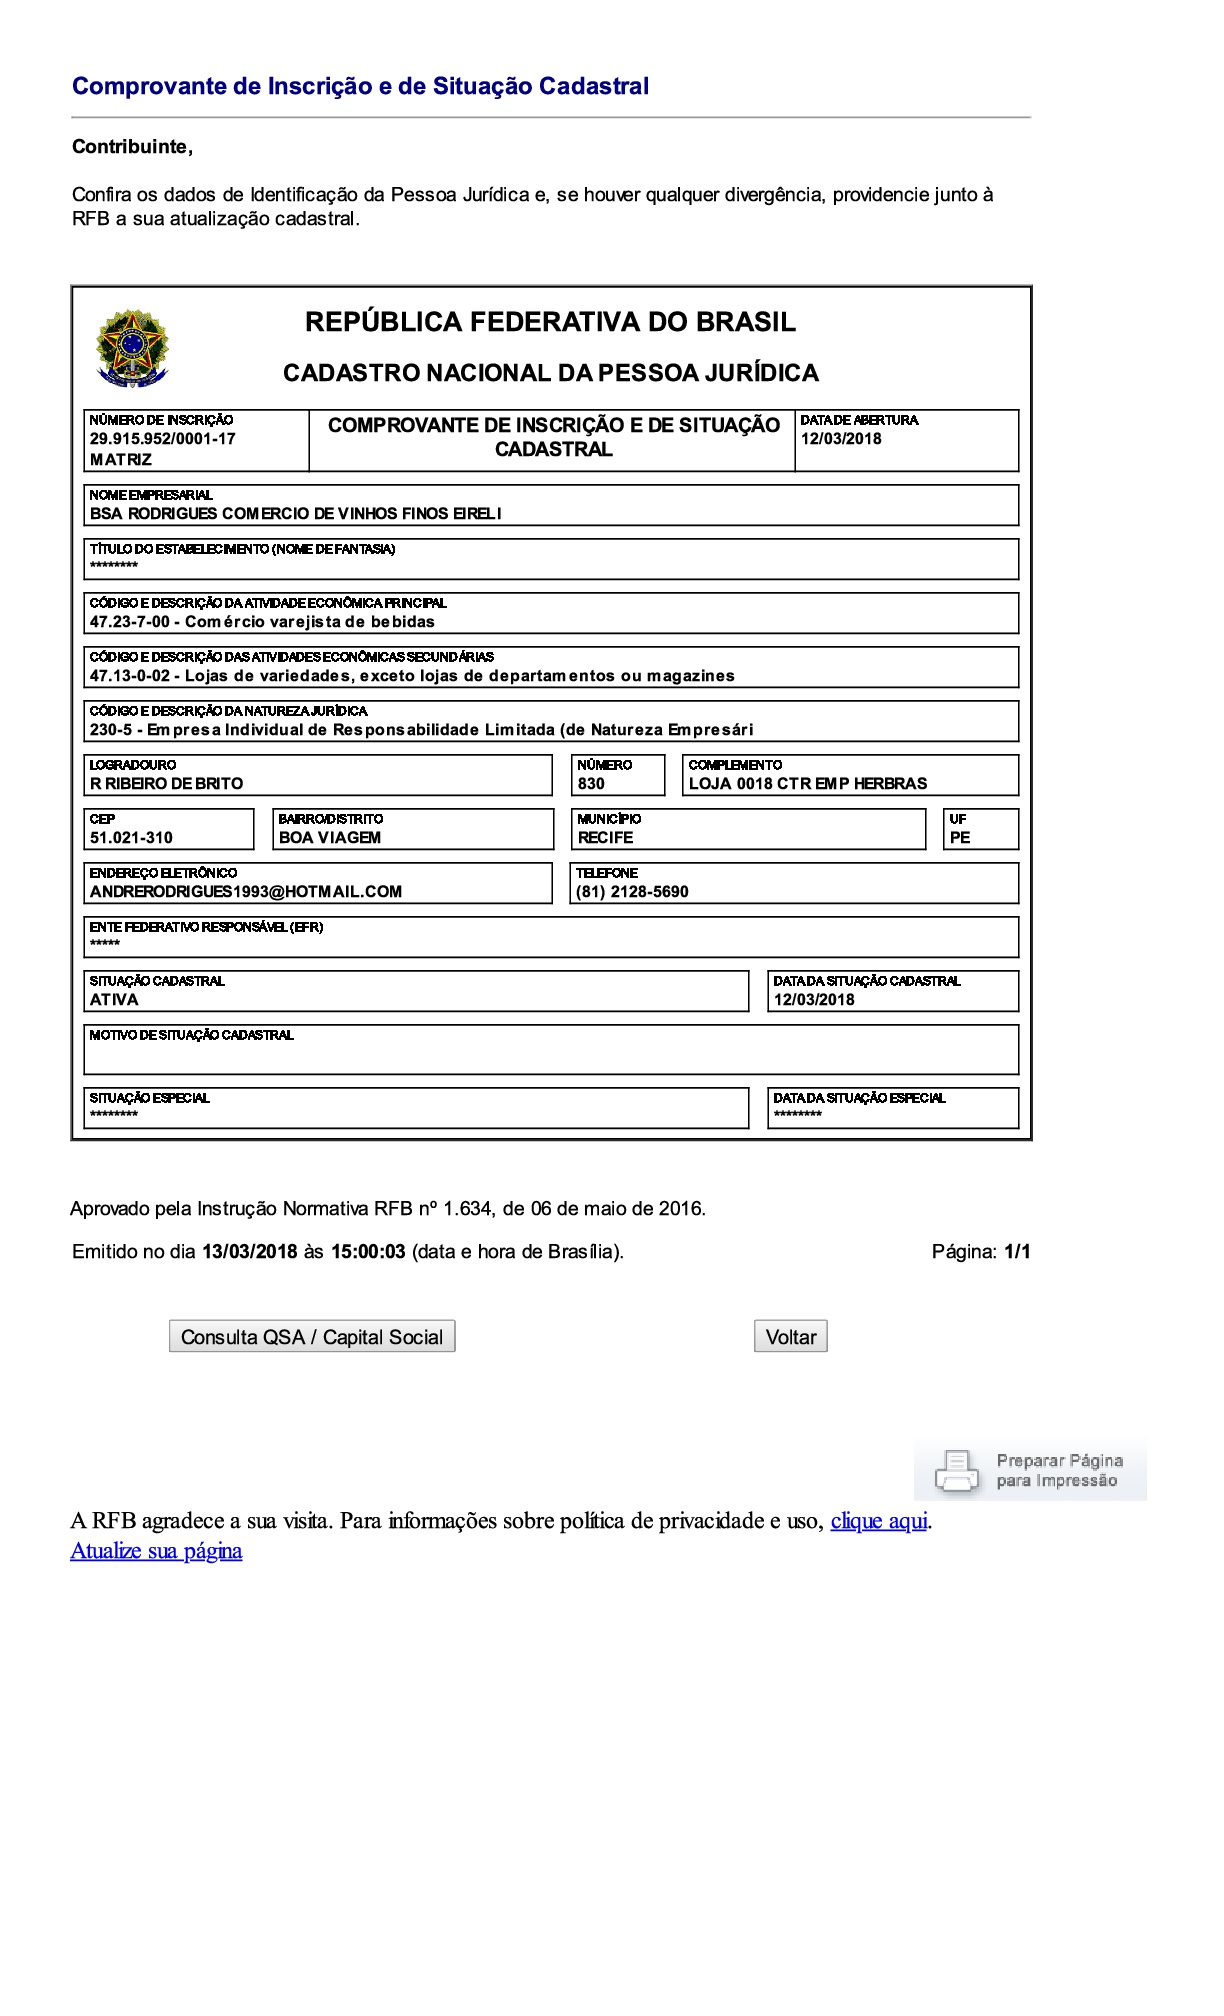 Comprovante de Inscrição e de Situação Cadastral
Contribuinte,
Confira os dados de Identificação da Pessoa Jurídica e, se houver qualquer divergência, providencie junto à
RFB a sua atualização cadastral.
REPÚBLICA FEDERATIVA DO BRASIL
CADASTRO NACIONAL DA PESSOA JURÍDICA
NÚMERO DE INSCRIÇÃO
29.915.952/0001-17
MATRIZ
COMPROVANTE DE INSCRIÇÃO E DE SITUAÇÃO
CADASTRAL
DATA DE ABERTURA
12/03/2018
NOME EMPRESARIAL
BSA RODRIGUES COMERCIO DE VINHOS FINOS EIRELI
TÍTULO DO ESTABELECIMENTO (NOME DE FANTASIA)
********
CÓDIGO E DESCRIÇÃO DA ATIVIDADE ECONÔMICA PRINCIPAL
47.23-7-00 - Comércio varejista de bebidas
CÓDIGO E DESCRIÇÃO DAS ATIVIDADES ECONÔMICAS SECUNDÁRIAS
47.13-0-02 - Lojas de variedades, exceto lojas de departamentos ou magazines
CÓDIGO E DESCRIÇÃO DA NATUREZA JURÍDICA
230-5 - Empresa Individual de Responsabilidade Limitada (de Natureza Empresári
LOGRADOURO
R RIBEIRO DE BRITO
NÚMERO
830
COMPLEMENTO
LOJA 0018 CTR EMP HERBRAS
CEP
51.021-310
BAIRRO/DISTRITO
BOA VIAGEM
MUNICÍPIO
RECIFE
UF
PE
ENDEREÇO ELETRÔNICO
ANDRERODRIGUES1993@HOTMAIL.COM
TELEFONE
(81) 2128-5690
ENTE FEDERATIVO RESPONSÁVEL (EFR)
*****
SITUAÇÃO CADASTRAL
ATIVA
DATA DA SITUAÇÃO CADASTRAL
12/03/2018
MOTIVO DE SITUAÇÃO CADASTRAL
SITUAÇÃO ESPECIAL
********
DATA DA SITUAÇÃO ESPECIAL
********
Aprovado pela Instrução Normativa RFB nº 1.634, de 06 de maio de 2016.
Emitido no dia 13/03/2018 às 15:00:03 (data e hora de Brasília).
Página: 1/1
Consulta QSA / Capital Social
Voltar
Preparar Página
para Impressão
A RFB agradece a sua visita. Para informações sobre política de privacidade e uso, clique aqui.
Atualize sua página